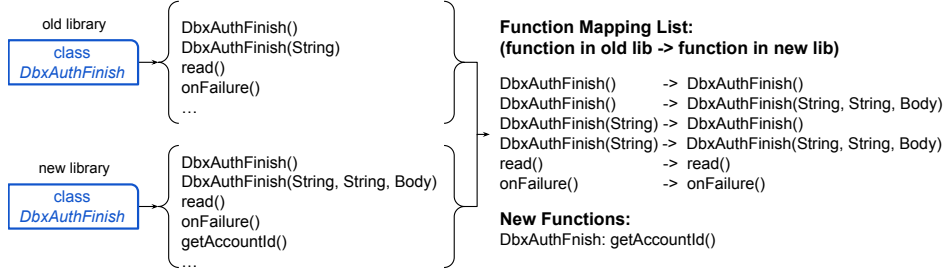 old library
class
DbxAuthFinish
DbxAuthFinish()
DbxAuthFinish(String)
read()
onFailure()
...
new library
class
DbxAuthFinish
DbxAuthFinish()
DbxAuthFinish(String, String, Body)
read()
onFailure()
getAccountId()
...
Function Mapping List:
(function in old lib -> function in new lib)
DbxAuthFinish() -> DbxAuthFinish()
DbxAuthFinish() -> DbxAuthFinish(String, String, Body)
DbxAuthFinish(String) -> DbxAuthFinish()
DbxAuthFinish(String) -> DbxAuthFinish(String, String, Body)
read() -> read()
onFailure() -> onFailure()
New Functions:
DbxAuthFnish: getAccountId()